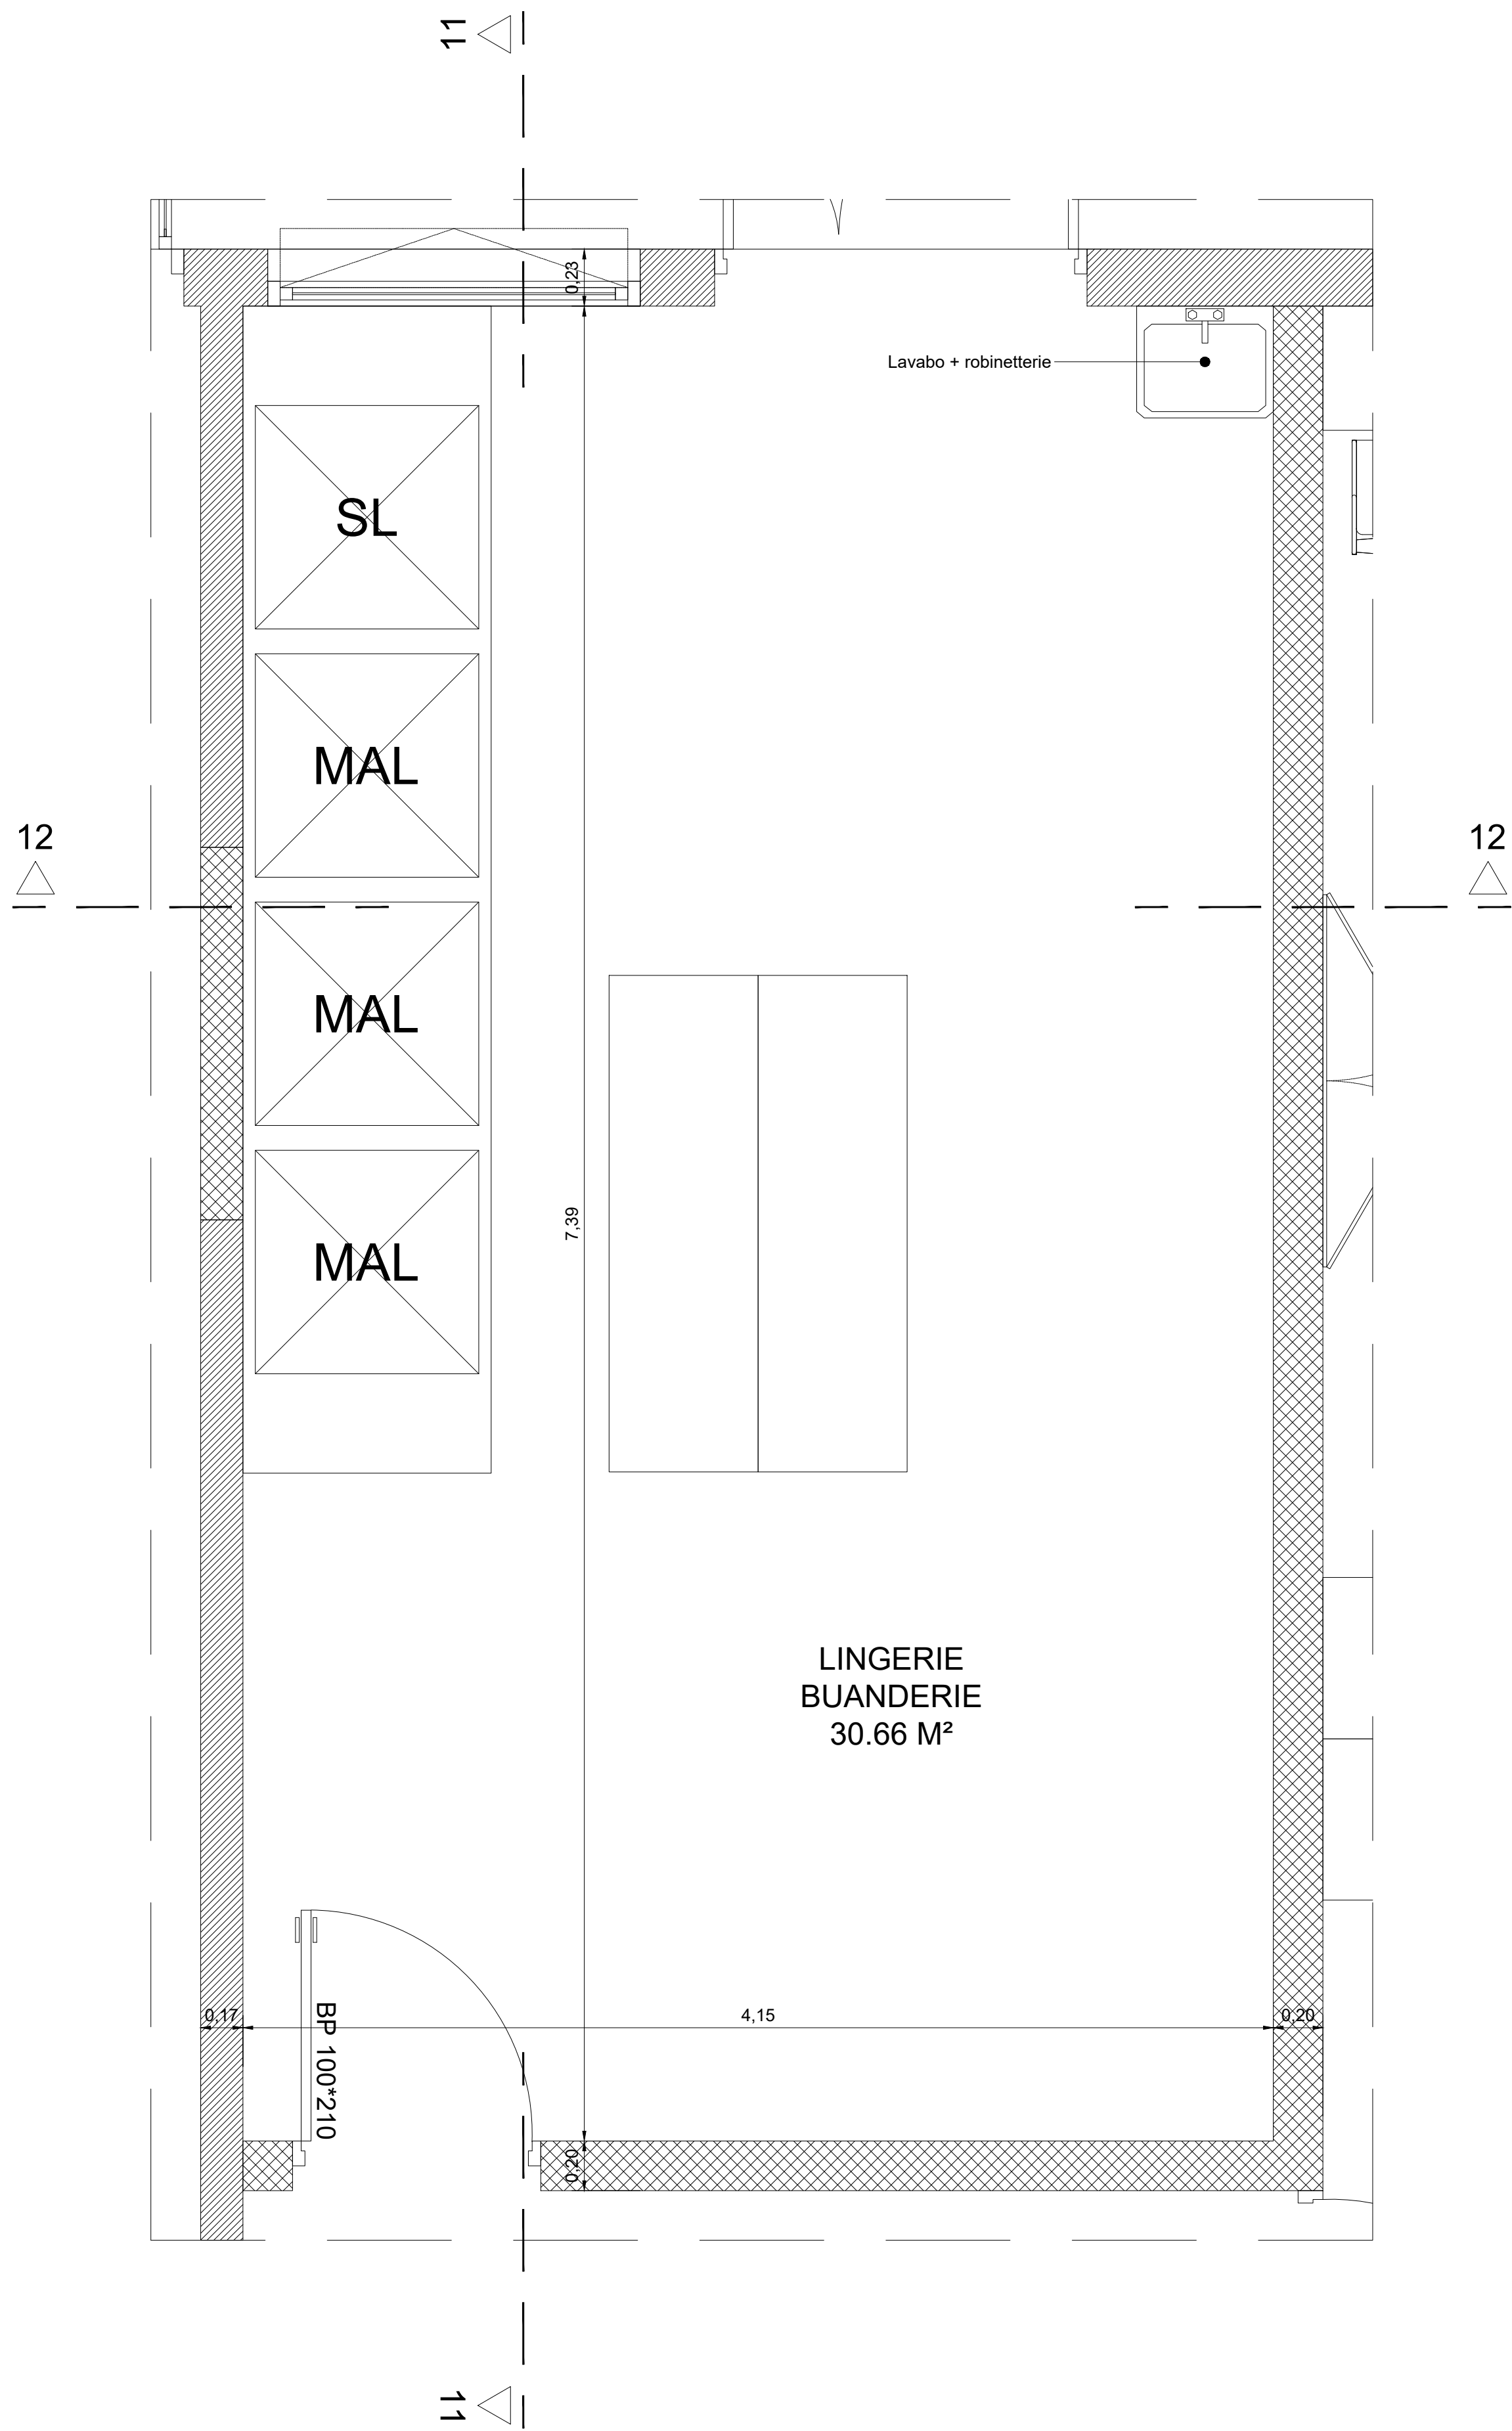 11
0,23
Lavabo + robinetterie
SL
MAL
12
12
MAL
7,39
MAL
LINGERIE
BUANDERIE
30.66 M²
0,17
BP 100*210
4,15
0,20
0,20
11